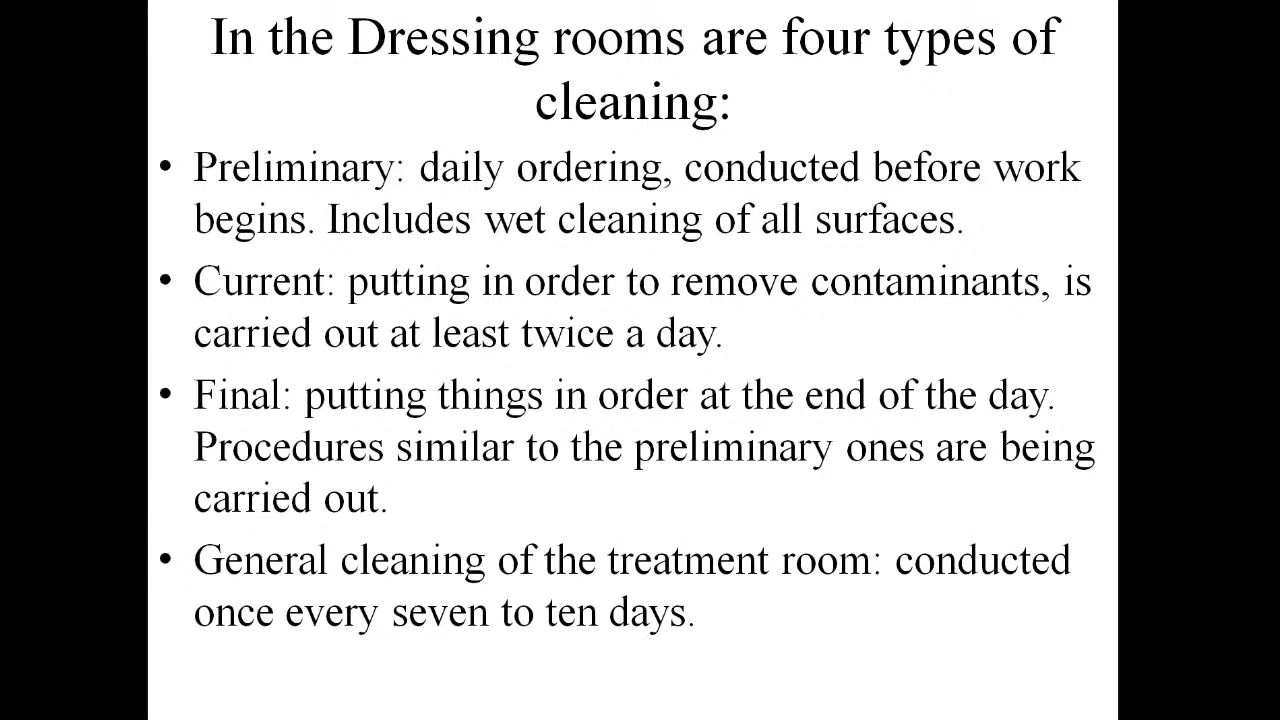 In the Dressing rooms are four types of
cleaning:
• Preliminary: daily ordering, conducted before work
begins. Includes wet cleaning of all surfaces.
• Current: putting in order to remove contaminants, is
carried out at least twice a day.
• Final: putting things in order at the end of the day.
Procedures similar to the preliminary ones are being
carried out.
• General cleaning of the treatment room: conducted
once every seven to ten days.